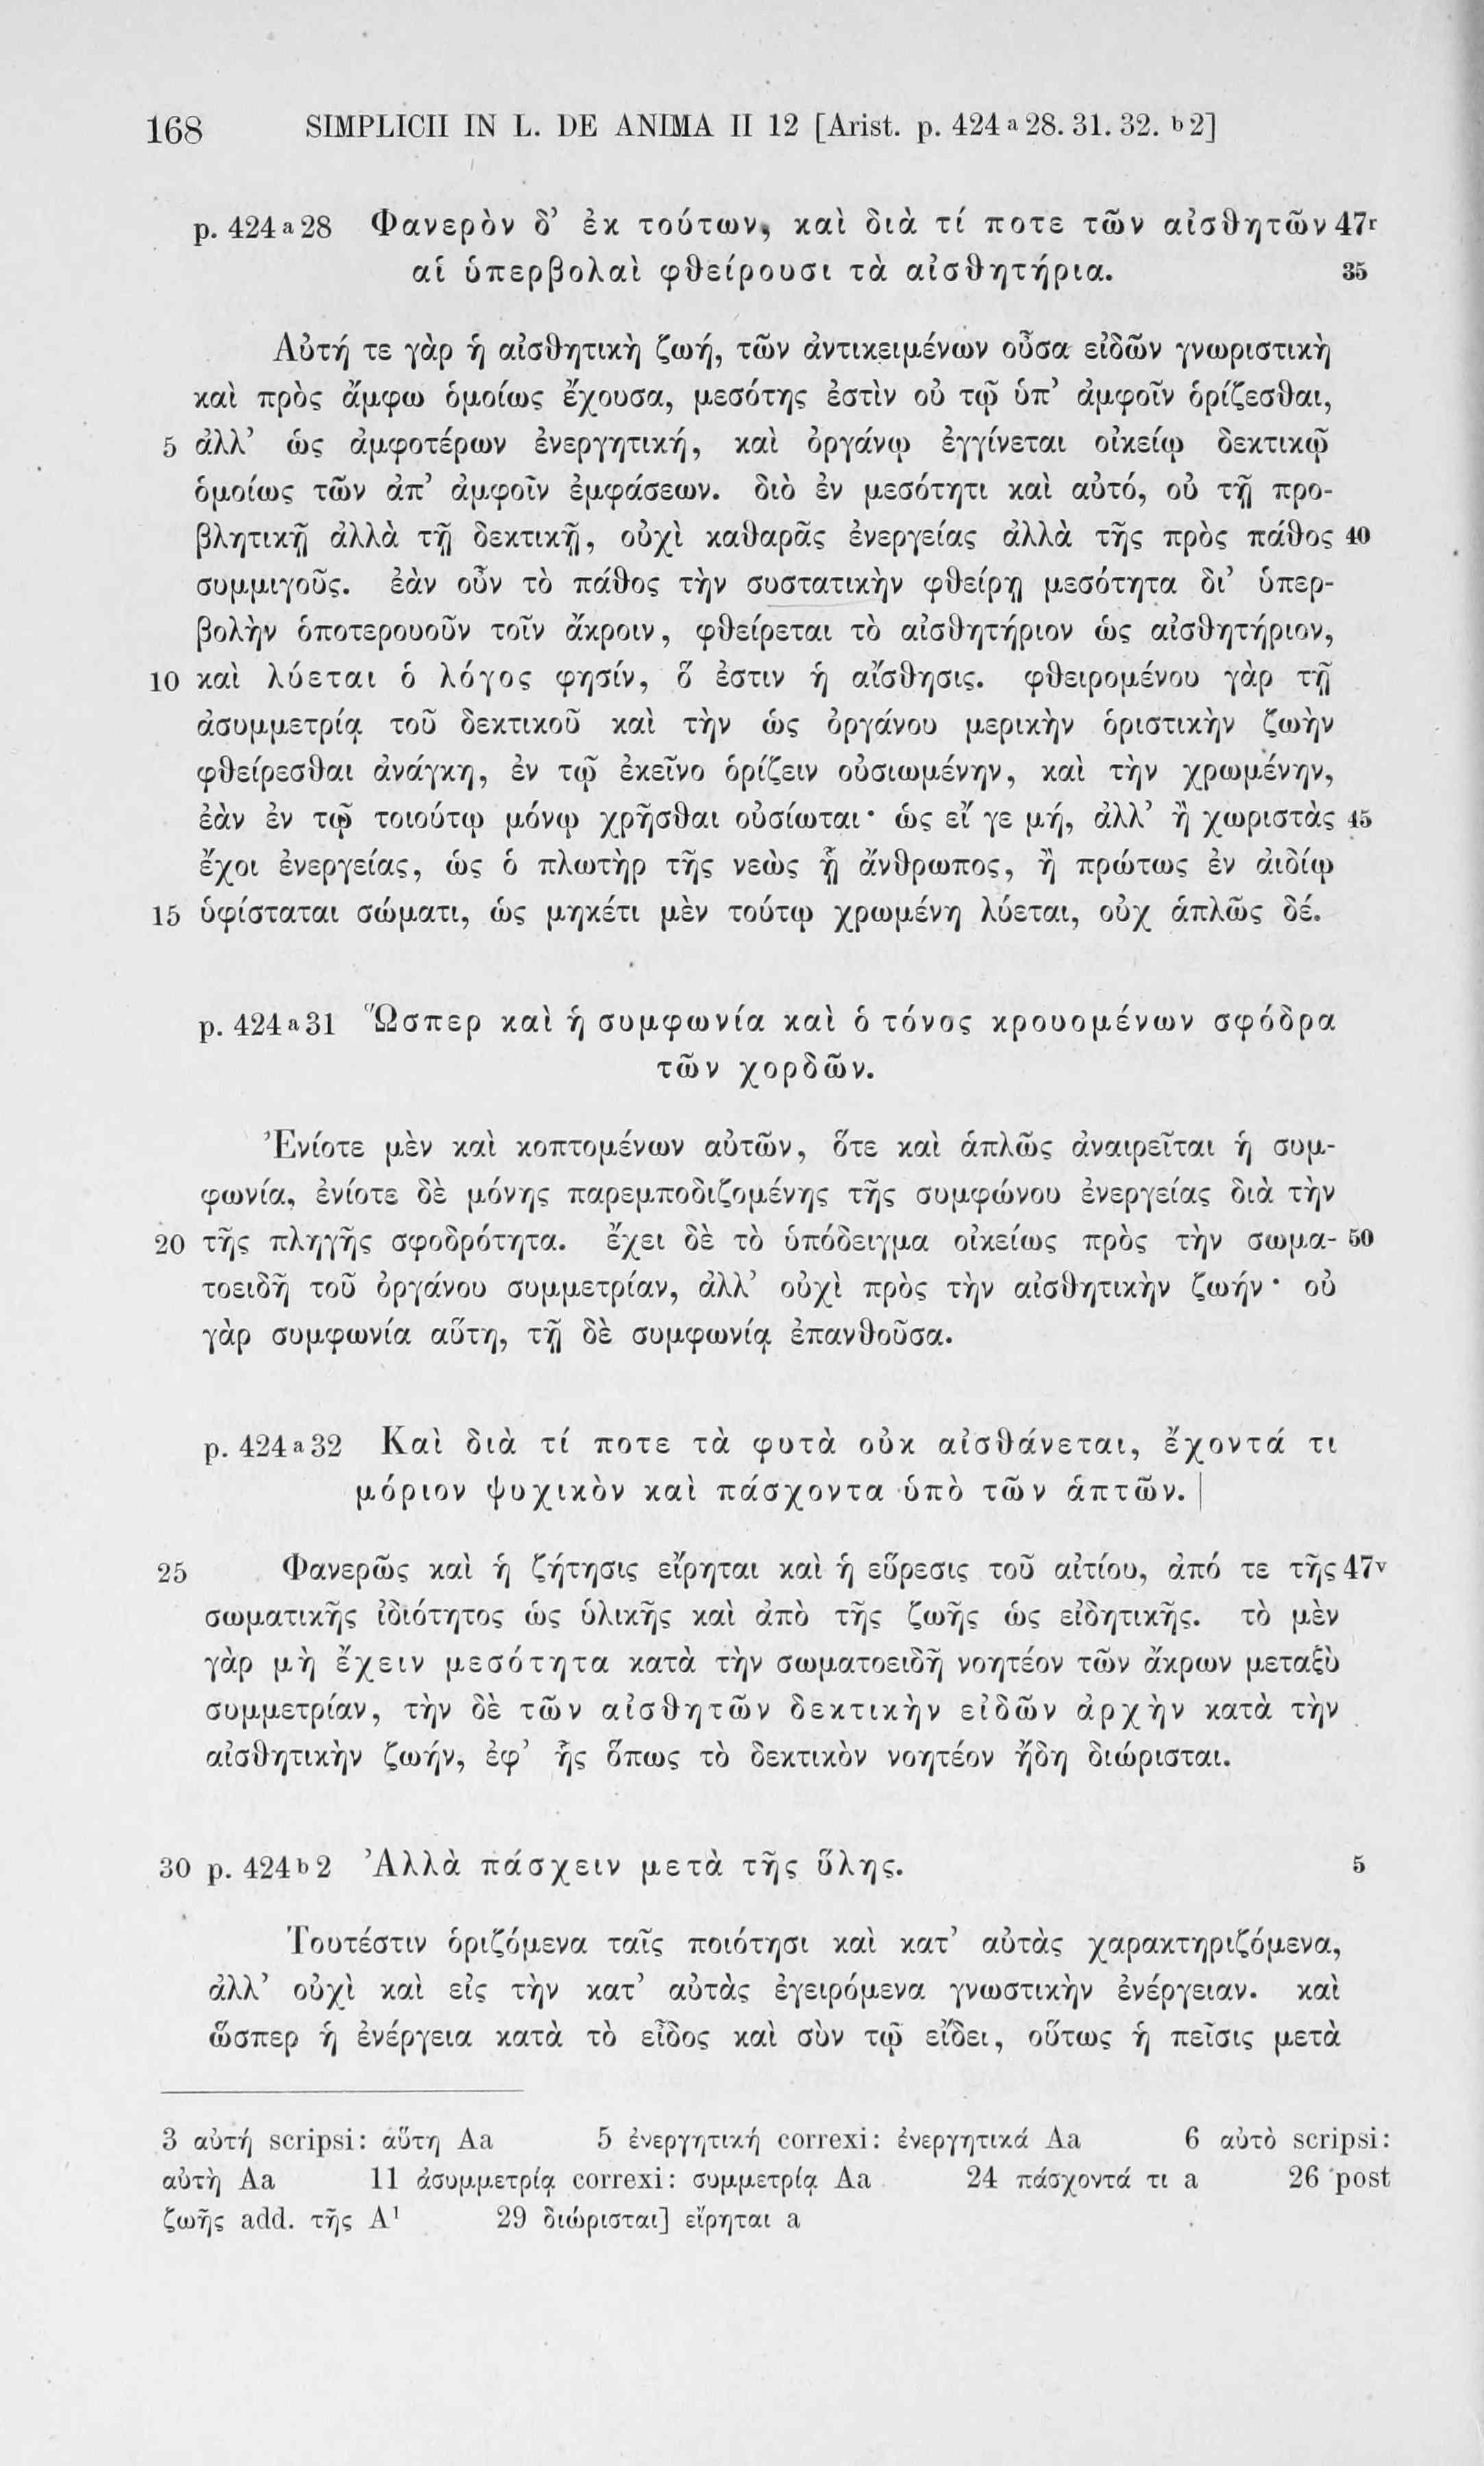 168 SIMPLICII IN L. DE ANIMA II 12 [Arist. p. 424 a 28. 31. 32. b 2]
p. 424 a 28 Φανερὸν δ’ ἐκ τούτων, καὶ διὰ τί ποτε τῶν αἰσθητῶν 47r
αἱ ὑπερβολαὶ φθείρουσι τὰ αἰσθητήρια. 35
Αὐτή τε γὰρ ἡ αἰσθητικὴ ζωή, τῶν ἀντικειμένων οὖσα εἰδῶν γνωριστικὴ
καὶ πρὸς ἄμφω ὁμοίως ἔχουσα, μεσότης ἐστὶν οὐ τῷ ὑπ’ ἀμφοῖν ὁρίζεσθαι,
5 ἀλλ’ ὡς ἀμφοτέρων ἐνεργητική, καὶ ὀργάνῳ ἐγγίνεται οἰκείῳ δεκτικῷ
ὁμοίως τῶν ἀπ’ ἀμφοῖν ἐμφάσεων. διὸ ἐν μεσότητι καὶ αὐτό, οὐ τῇ προ-
βλητικῇ ἀλλὰ τῇ δεκτικῇ, οὐχὶ καθαρᾶς ἐνεργείας ἀλλὰ τῆς πρὸς πάθος 40
συμμιγοῦς. ἐὰν οὖν τὸ πάθος τὴν συστατικὴν φθείρῃ μεσότητα δι’ ὑπερ-
βολὴν ὁποτερουοῦν τοῖν ἄκροιν, φθείρεται τὸ αἰσθητήριον ὡς αἰσθητήριον,
10 καὶ λύεται ὁ λόγος φησίν, ὅ ἐστιν ἡ αἴσθησις. φθειρομένου γὰρ τῇ
ἀσυμμετρίᾳ τοῦ δεκτικοῦ καὶ τὴν ὡς ὀργάνου μερικὴν ὁριστικὴν ζωὴν
φθείρεσθαι ἀνάγκη, ἐν τῷ ἐκεῖνο ὁρίζειν οὐσιωμένην, καὶ τὴν χρωμένην,
ἐὰν ἐν τῷ τοιούτῳ μόνῳ χρῆσθαι οὐσίωται· ὡς εἴ γε μή, ἀλλ’ ἢ χωριστὰς 45
ἔχοι ἐνεργείας, ὡς ὁ πλωτὴρ τῆς νεὼς ᾗ ἄνθρωπος, ἢ πρώτως ἐν ἀιδίῳ
15 ὑφίσταται σώματι, ὡς μηκέτι μὲν τούτῳ χρωμένη λύεται, οὐχ ἁπλῶς δέ.
p. 424 a 31 Ὥσπερ καὶ ἡ συμφωνία καὶ ὁ τόνος κρουομένων σφόδρα
τῶν χορδῶν.
Ἐνίοτε μὲν καὶ κοπτομένων αὐτῶν, ὅτε καὶ ἁπλῶς ἀναιρεῖται ἡ συμ-
φωνία, ἐνίοτε δὲ μόνης παρεμποδιζομένης τῆς συμφώνου ἐνεργείας διὰ τὴν
20 τῆς πληγῆς σφοδρότητα. ἔχει δὲ τὸ ὑπόδειγμα οἰκείως πρὸς τὴν σωμα- 50
τοειδῆ τοῦ ὀργάνου συμμετρίαν, ἀλλ’ οὐχὶ πρὸς τὴν αἰσθητικὴν ζωήν· οὐ
γὰρ συμφωνία αὕτη, τῇ δὲ συμφωνίᾳ ἐπανθοῦσα.
p. 424 a 32 Καὶ διὰ τί ποτε τὰ φυτὰ οὐκ αἰσθάνεται, ἔχοντά τι
μόριον ψυχικὸν καὶ πάσχοντα ὑπὸ τῶν ἁπτῶν. |
25 Φανερῶς καὶ ἡ ζήτησις εἴρηται καὶ ἡ εὕρεσις τοῦ αἰτίου, ἀπό τε τῆς 47v
σωματικῆς ἰδιότητος ὡς ὑλικῆς καὶ ἀπὸ τῆς ζωῆς ὡς εἰδητικῆς. τὸ μὲν
γὰρ μὴ ἔχειν μεσότητα κατὰ τὴν σωματοειδῆ νοητέον τῶν ἄκρων μεταξὺ
συμμετρίαν, τὴν δὲ τῶν αἰσθητῶν δεκτικὴν εἰδῶν ἀρχὴν κατὰ τὴν
αἰσθητικὴν ζωήν, ἐφ’ ἧς ὅπως τὸ δεκτικὸν νοητέον ἤδη διώρισται.
30 p. 424 b 2 Ἀλλὰ πάσχειν μετὰ τῆς ὕλης. 5
Τουτέστιν ὁριζόμενα ταῖς ποιότησι καὶ κατ’ αὐτὰς χαρακτηριζόμενα,
ἀλλ’ οὐχὶ καὶ εἰς τὴν κατ’ αὐτὰς ἐγειρόμενα γνωστικὴν ἐνέργειαν. καὶ
ὥσπερ ἡ ἐνέργεια κατὰ τὸ εἶδος καὶ σὺν τῷ εἴδει, οὕτως ἡ πεῖσις μετὰ
3 αὐτή scripsi: αὕτη Aa 5 ἐνεργητική correxi: ἐνεργητικά Aa 6 αὐτὸ scripsi:
αὐτὴ Aa 11 ἀσυμμετρίᾳ correxi: συμμετρίᾳ Aa 24 πάσχοντά τι a 26 post
ζωῆς add. τῆς A¹ 29 διώρισται] εἴρηται a